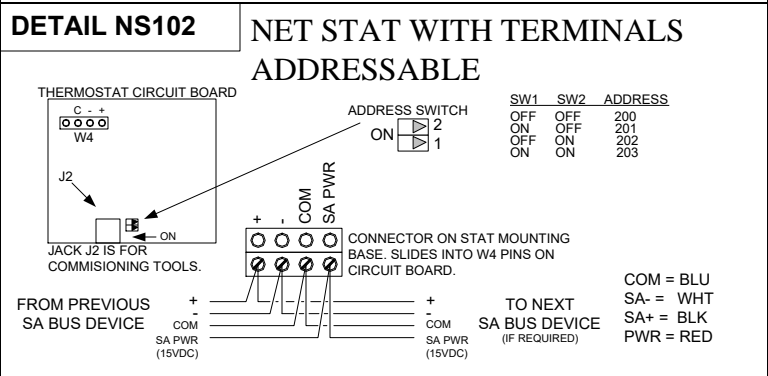 DETAIL NS102
NET STAT WITH TERMINALS
ADDRESSABLE
THERMOSTAT CIRCUIT BOARD
C - +
W4
J2
ON
JACK J2 IS FOR
COMMISIONING TOOLS.
ADDRESS SWITCH
ON
2
1
SW1 SW2 ADDRESS
OFF OFF 200
ON OFF 201
OFF ON 202
ON ON 203
+
-
COM
SA PWR
CONNECTOR ON STAT MOUNTING
BASE. SLIDES INTO W4 PINS ON
CIRCUIT BOARD.
FROM PREVIOUS
SA BUS DEVICE
+
-
COM
SA PWR
(15VDC)
+
-
COM
SA PWR
(15VDC)
TO NEXT
SA BUS DEVICE
(IF REQUIRED)
COM = BLU
SA- = WHT
SA+ = BLK
PWR = RED